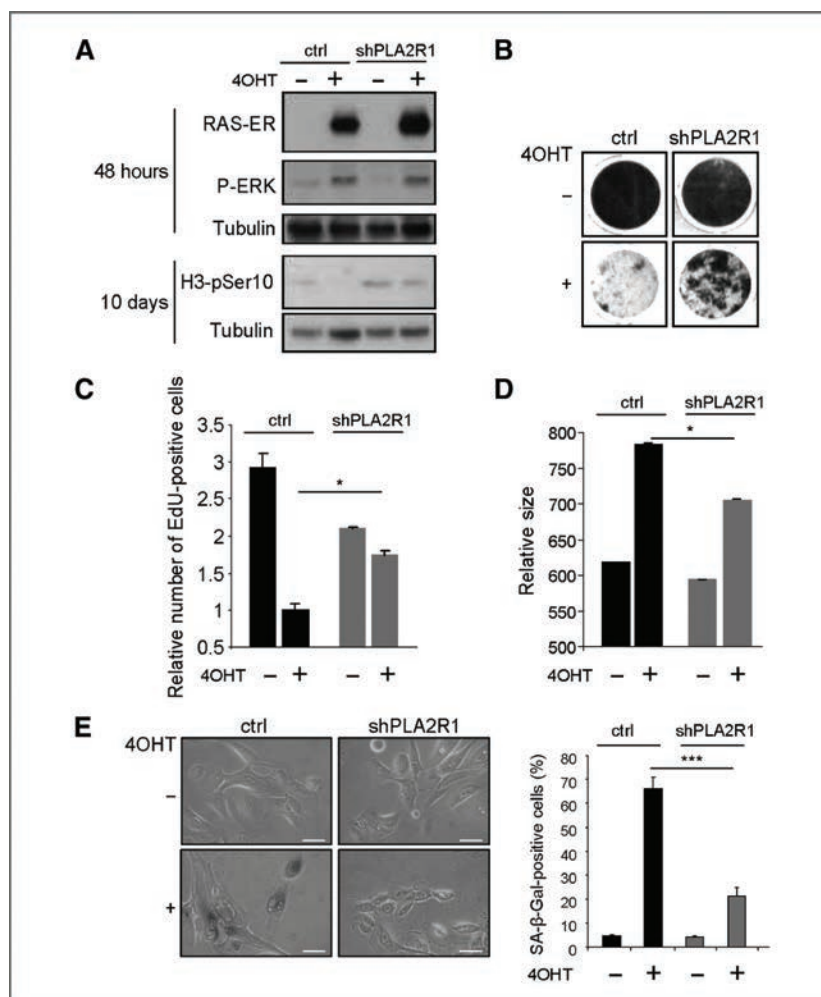 A
ctrl shPLA2R1
4OHT – + – +
48 hours
RAS-ER
P-ERK
Tubulin
10 days
H3-pSer10
Tubulin
B
ctrl shPLA2R1
4OHT
–
+
C
Relative number of EdU-positive cells
ctrl shPLA2R1
3.5
3
2.5
2
1.5
1
0.5
*
4OHT – + – +
D
Relative size
ctrl shPLA2R1
800
750
700
650
600
550
500
*
4OHT – + – +
E
ctrl shPLA2R1
4OHT
–
+
SA-β-Gal-positive cells (%)
ctrl shPLA2R1
80
70
60
50
40
30
20
10
0
***
4OHT – + – +